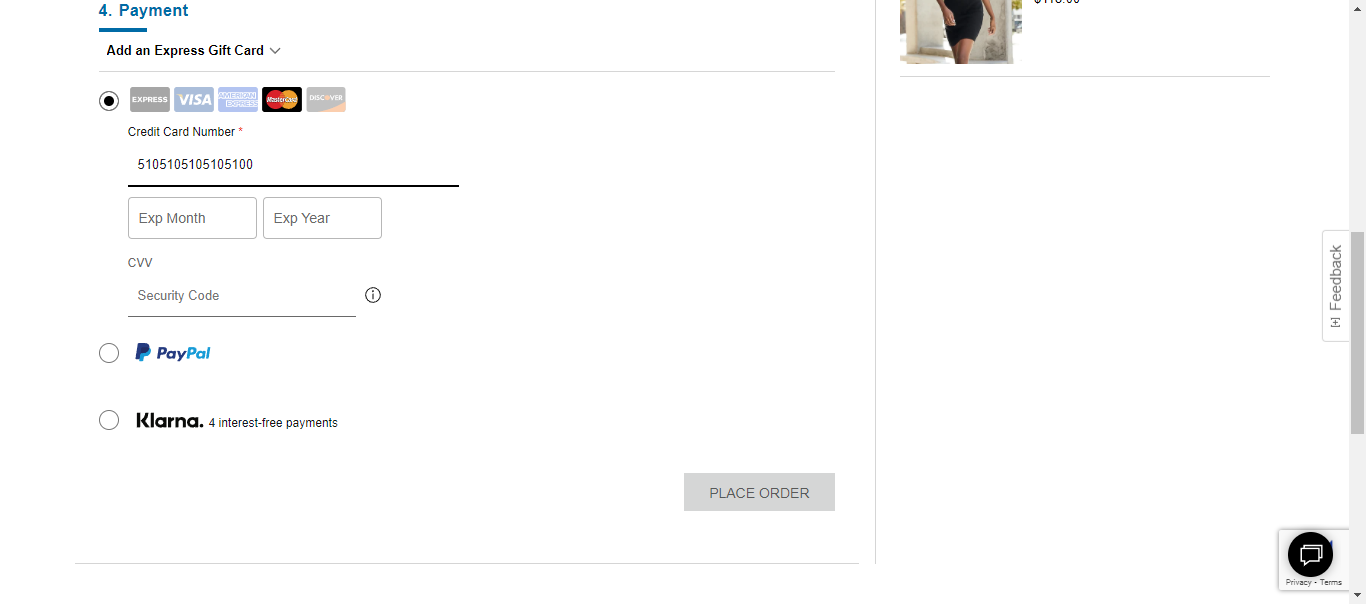 4. Payment
Add an Express Gift Card
EXPRESS VISA AMERICAN EXPRESS MasterCard DISCOVER
Credit Card Number *
5105105105105100
Exp Month Exp Year
CVV
Security Code
PayPal
Klarna. 4 interest-free payments
PLACE ORDER
[+] Feedback
Privacy - Terms